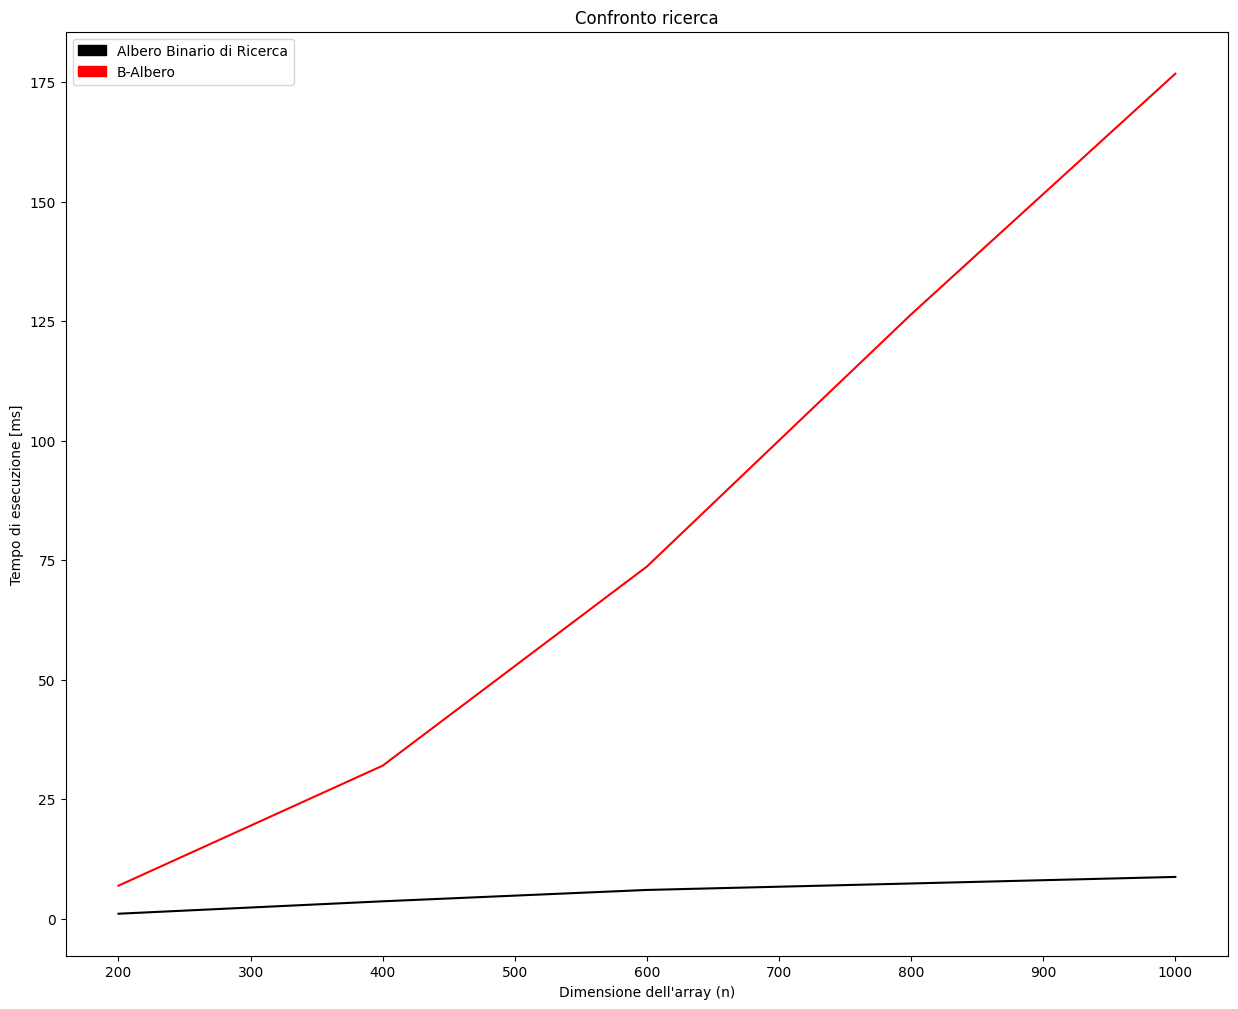 Confronto ricerca
Albero Binario di Ricerca
B-Albero
175
150
125
100
75
50
25
0
Tempo di esecuzione [ms]
200 300 400 500 600 700 800 900 1000
Dimensione dell'array (n)